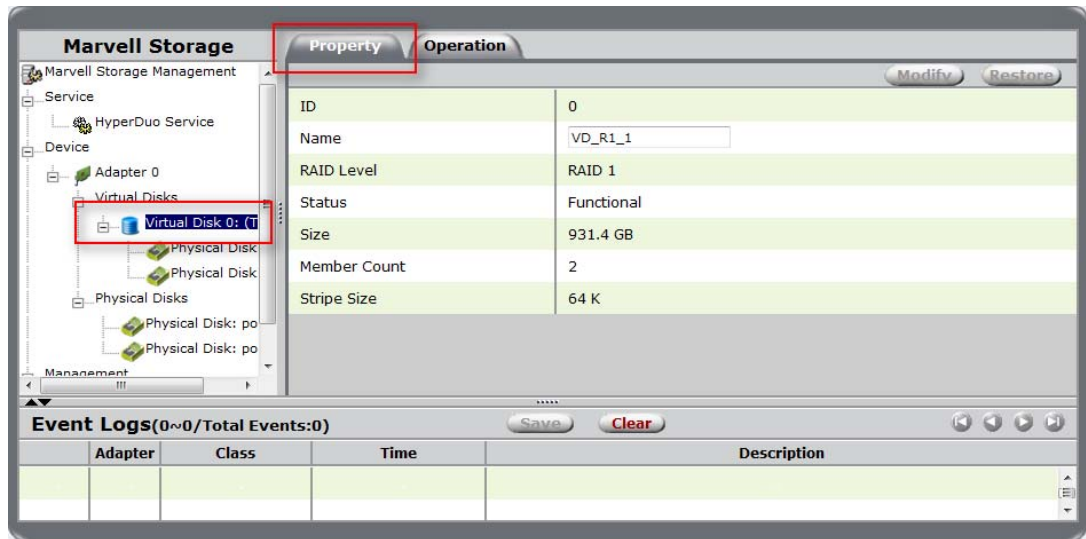 Marvell Storage
Marvell Storage Management
Service
HyperDuo Service
Device
Adapter 0
Virtual Disks
Virtual Disk 0: (T
Physical Disk
Physical Disk
Physical Disks
Physical Disk: po
Physical Disk: po
Management
Property Operation
Modify Restore
ID 0
Name VD_R1_1
RAID Level RAID 1
Status Functional
Size 931.4 GB
Member Count 2
Stripe Size 64 K
Event Logs(0~0/Total Events:0) Save Clear
Adapter Class Time Description